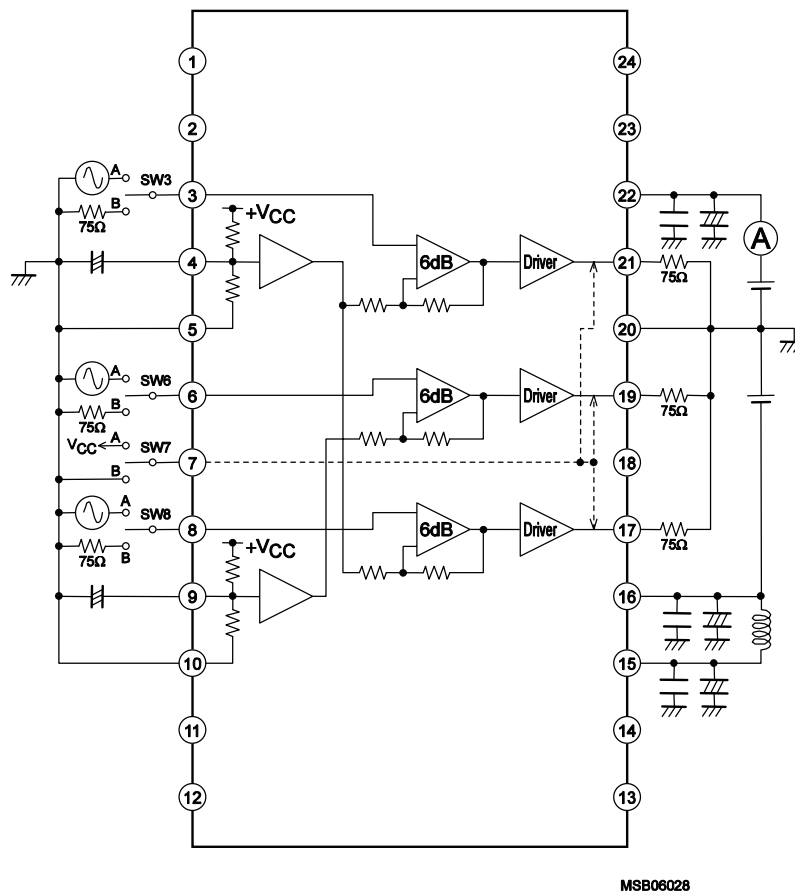 1
24
2
23
A
SW3
3
B
75Ω
+VCC
22
A
4
6dB
Driver
21
75Ω
5
20
A
SW6
6
B
75Ω
6dB
Driver
19
75Ω
VCC
A
SW7
7
B
18
A
SW8
8
B
75Ω
6dB
Driver
17
75Ω
+VCC
9
16
10
15
11
14
12
13
MSB06028